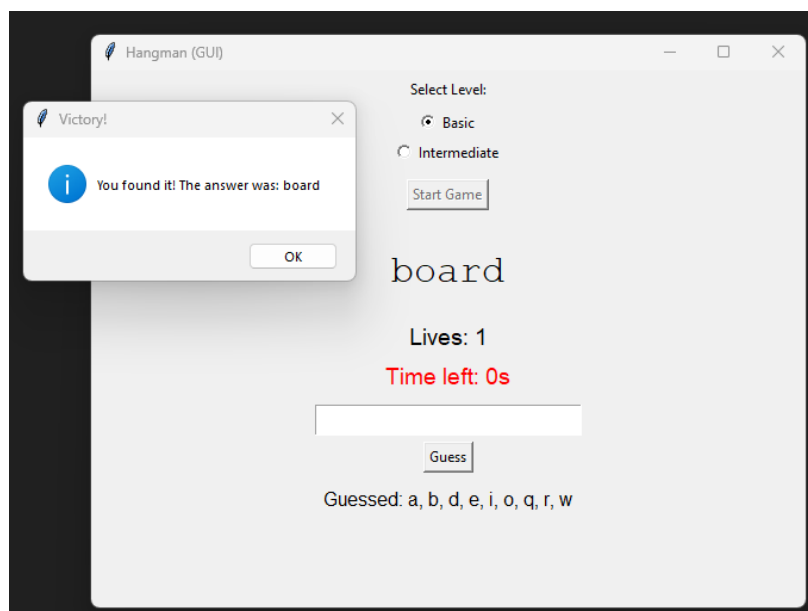 Hangman (GUI)
Select Level:
Victory!
Basic
Intermediate
You found it! The answer was: board
Start Game
OK
board
Lives: 1
Time left: 0s
Guess
Guessed: a, b, d, e, i, o, q, r, w